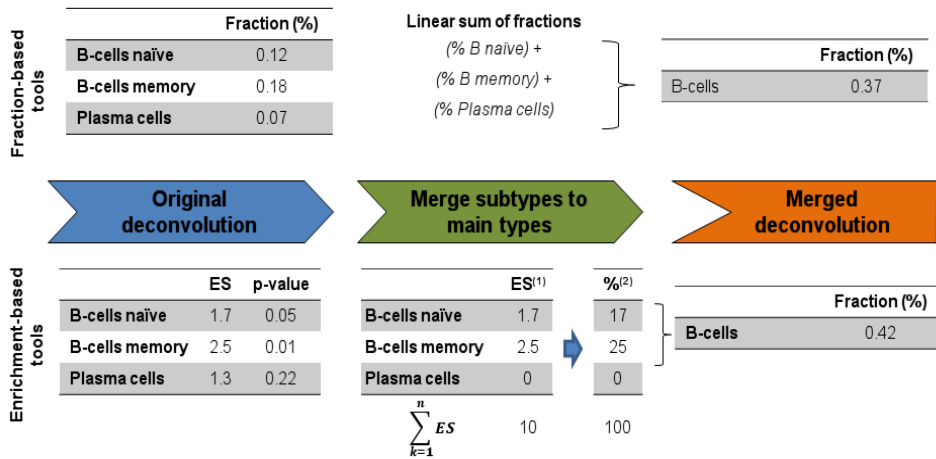 Fraction-based tools
Fraction (%)
B-cells naïve 0.12
B-cells memory 0.18
Plasma cells 0.07
Linear sum of fractions
(% B naive) +
(% B memory) +
(% Plasma cells)
Fraction (%)
B-cells 0.37
Original
deconvolution
Merge subtypes to
main types
Merged
deconvolution
Enrichment-based tools
ES p-value
B-cells naïve 1.7 0.05
B-cells memory 2.5 0.01
Plasma cells 1.3 0.22
ES(1) %(2)
B-cells naïve 1.7 17
B-cells memory 2.5 25
Plasma cells 0 0
n
∑ ES 10 100
k=1
Fraction (%)
B-cells 0.42